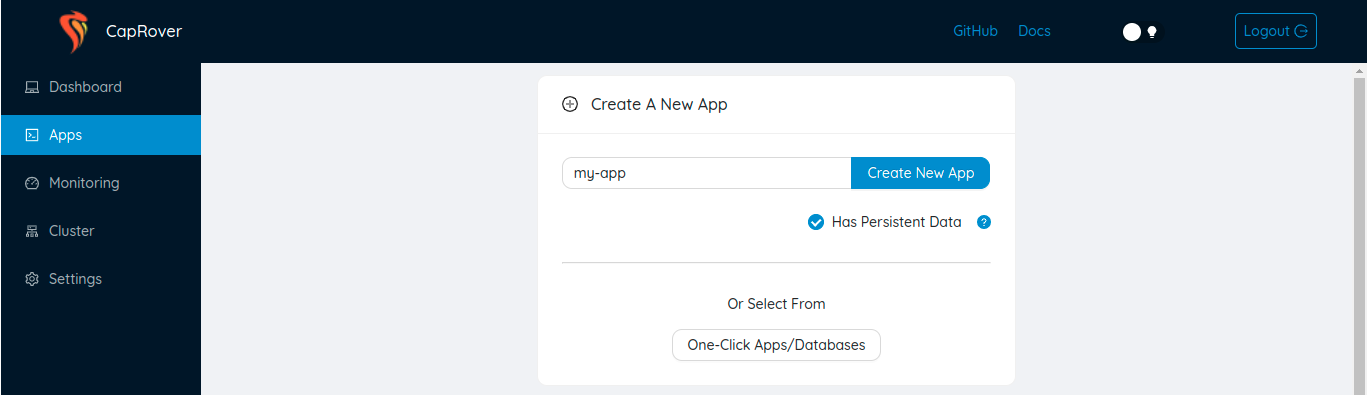 CapRover
GitHub
Docs
Logout
Dashboard
Apps
Monitoring
Cluster
Settings
Create A New App
my-app
Create New App
Has Persistent Data
?
Or Select From
One-Click Apps/Databases